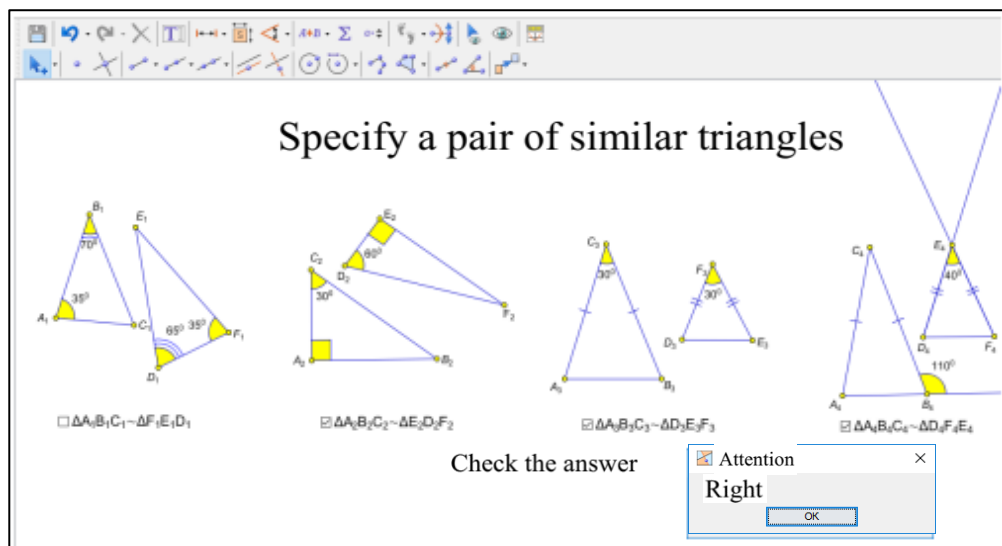 Specify a pair of similar triangles
B₁
E₁
70⁰
35⁰
A₁
C₁
65⁰ 35⁰
F₁
D₁
☐ ΔA₁B₁C₁~ΔF₁E₁D₁
E₂
60⁰
D₂
C₂
30⁰
F₂
A₂
B₂
☑ ΔA₂B₂C₂~ΔE₂D₂F₂
C₃
30⁰
F₃
30⁰
D₃
E₃
A₃
B₃
☑ ΔA₃B₃C₃~ΔD₃E₃F₃
C₄
E₄
40⁰
D₄
F₄
110⁰
A₄
B₄
☑ ΔA₄B₄C₄~ΔD₄F₄E₄
Check the answer
Attention
Right
OK